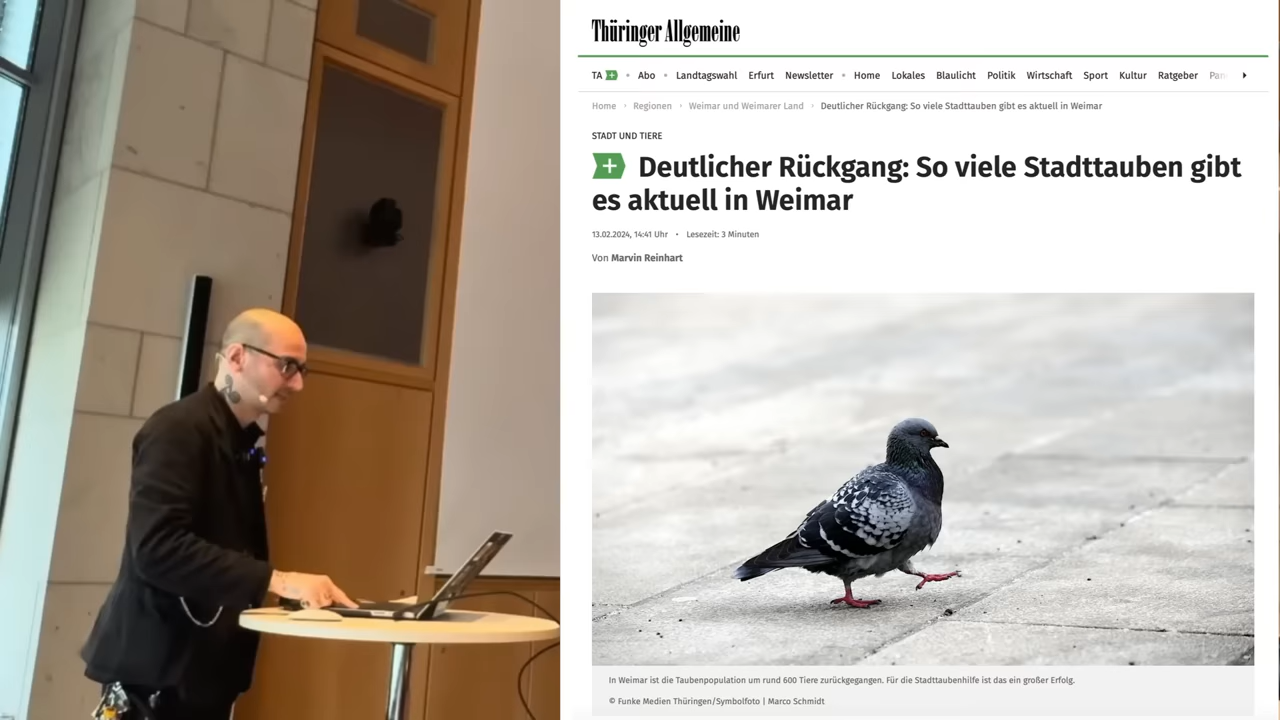 Thüringer Allgemeine
TA + • Abo • Landtagswahl Erfurt Newsletter • Home Lokales Blaulicht Politik Wirtschaft Sport Kultur Ratgeber
Home › Regionen › Weimar und Weimarer Land › Deutlicher Rückgang: So viele Stadttauben gibt es aktuell in Weimar
STADT UND TIERE
+ Deutlicher Rückgang: So viele Stadttauben gibt
es aktuell in Weimar
13.02.2024, 14:41 Uhr • Lesezeit: 3 Minuten
Von Marvin Reinhart
In Weimar ist die Taubenpopulation um rund 600 Tiere zurückgegangen. Für die Stadttaubenhilfe ist das ein großer Erfolg.
© Funke Medien Thüringen/Symbolfoto | Marco Schmidt